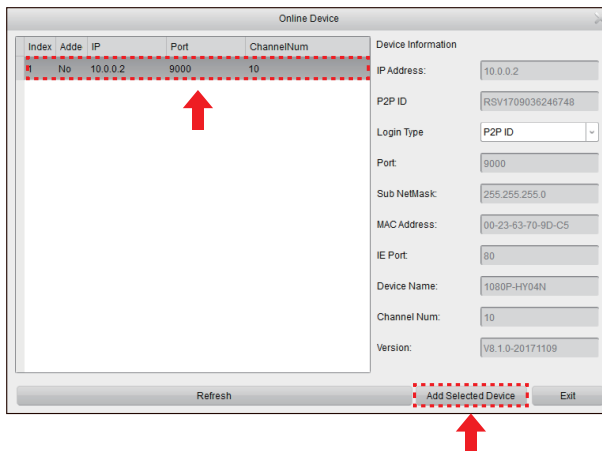 Online Device
Index Adde IP Port ChannelNum
1 No 10.0.0.2 9000 10
Device Information
IP Address: 10.0.0.2
P2P ID RSV1709036246748
Login Type P2P ID
Port: 9000
Sub NetMask: 255.255.255.0
MAC Address: 00-23-63-70-9D-C5
IE Port: 80
Device Name: 1080P-HY04N
Channel Num: 10
Version: V8.1.0-20171109
Refresh Add Selected Device Exit